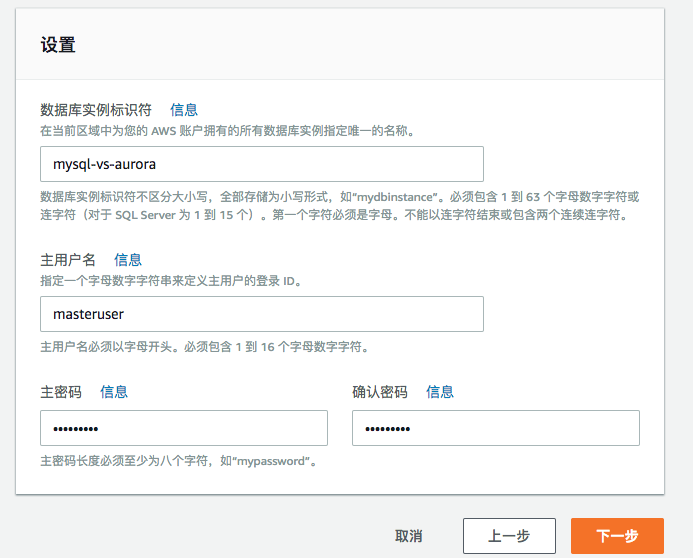 设置
数据库实例标识符 信息
在当前区域中为您的 AWS 账户拥有的所有数据库实例指定唯一的名称。
mysql-vs-aurora
数据库实例标识符不区分大小写，全部存储为小写形式，如“mydbinstance”。必须包含 1 到 63 个字母数字字符或
连字符（对于 SQL Server 为 1 到 15 个）。第一个字符必须是字母。不能以连字符结束或包含两个连续连字符。
主用户名 信息
指定一个字母数字字符串来定义主用户的登录 ID。
masteruser
主用户名必须以字母开头。必须包含 1 到 16 个字母数字字符。
主密码 信息 确认密码 信息
••••••••• •••••••••
主密码长度必须至少为八个字符，如“mypassword”。
取消 上一步 下一步